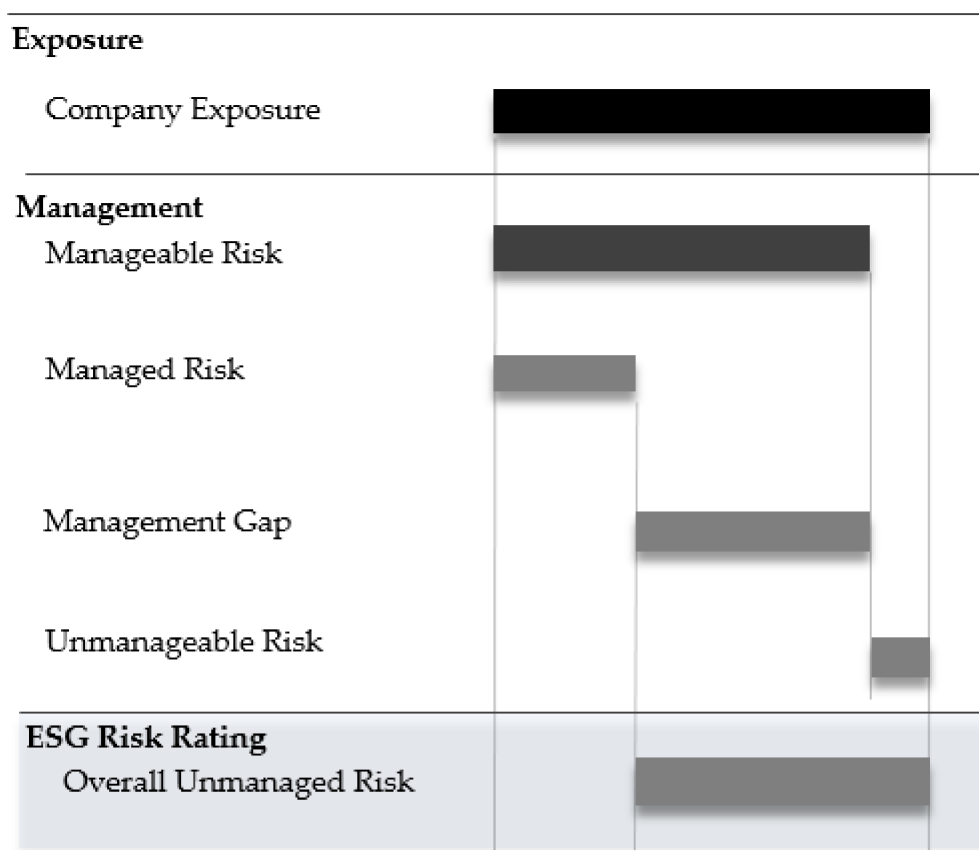 Exposure
Company Exposure
Management
Manageable Risk
Managed Risk
Management Gap
Unmanageable Risk
ESG Risk Rating
Overall Unmanaged Risk